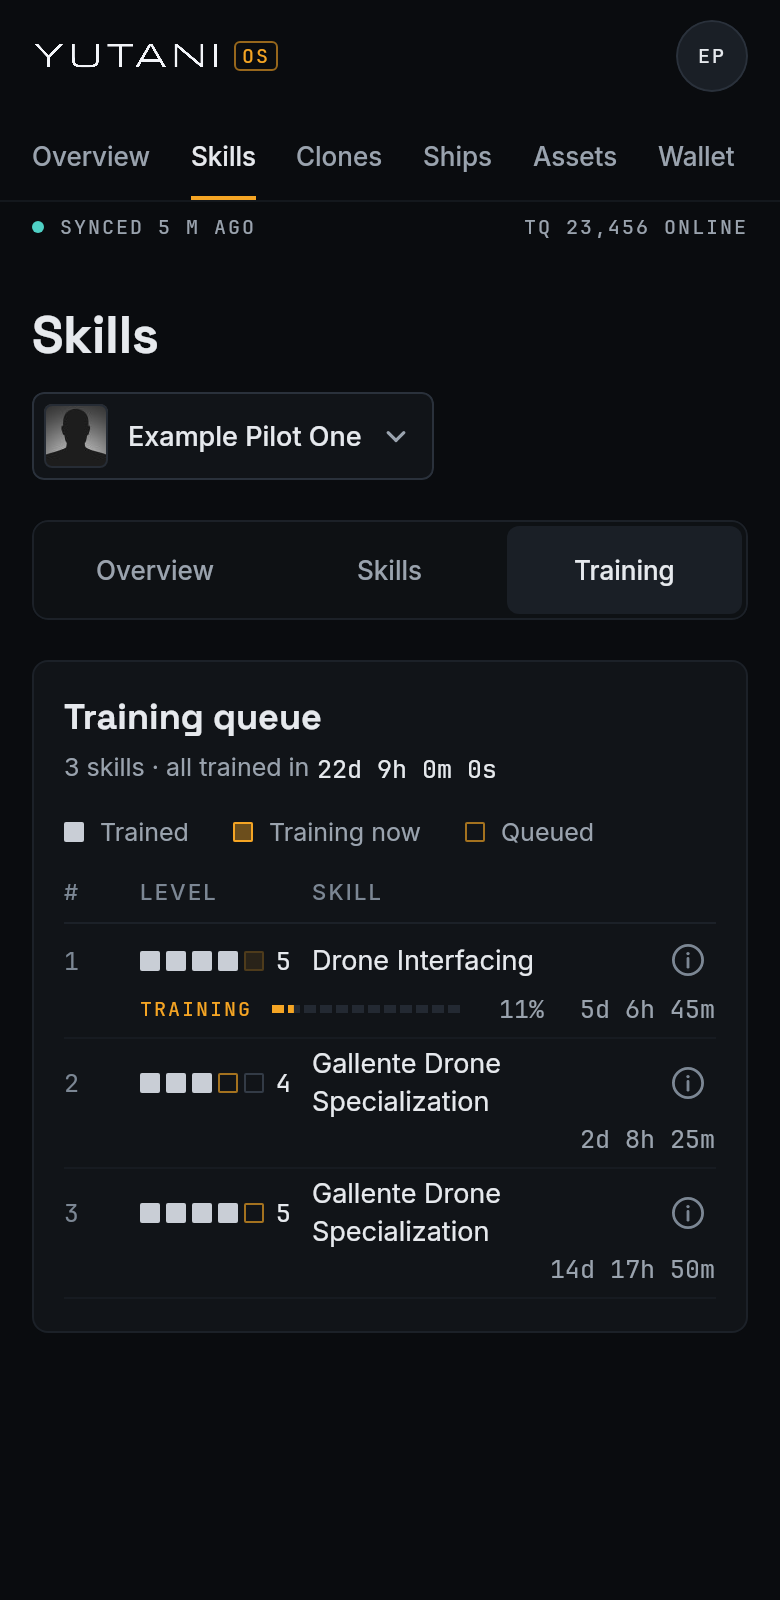 YUTANI OS
EP
Overview Skills Clones Ships Assets Wallet
SYNCED 5 M AGO TQ 23,456 ONLINE
Skills
Example Pilot One
Overview Skills Training
Training queue
3 skills · all trained in 22d 9h 0m 0s
Trained Training now Queued
# LEVEL SKILL
1 5 Drone Interfacing
TRAINING 11% 5d 6h 45m
2 4 Gallente Drone
Specialization
2d 8h 25m
3 5 Gallente Drone
Specialization
14d 17h 50m